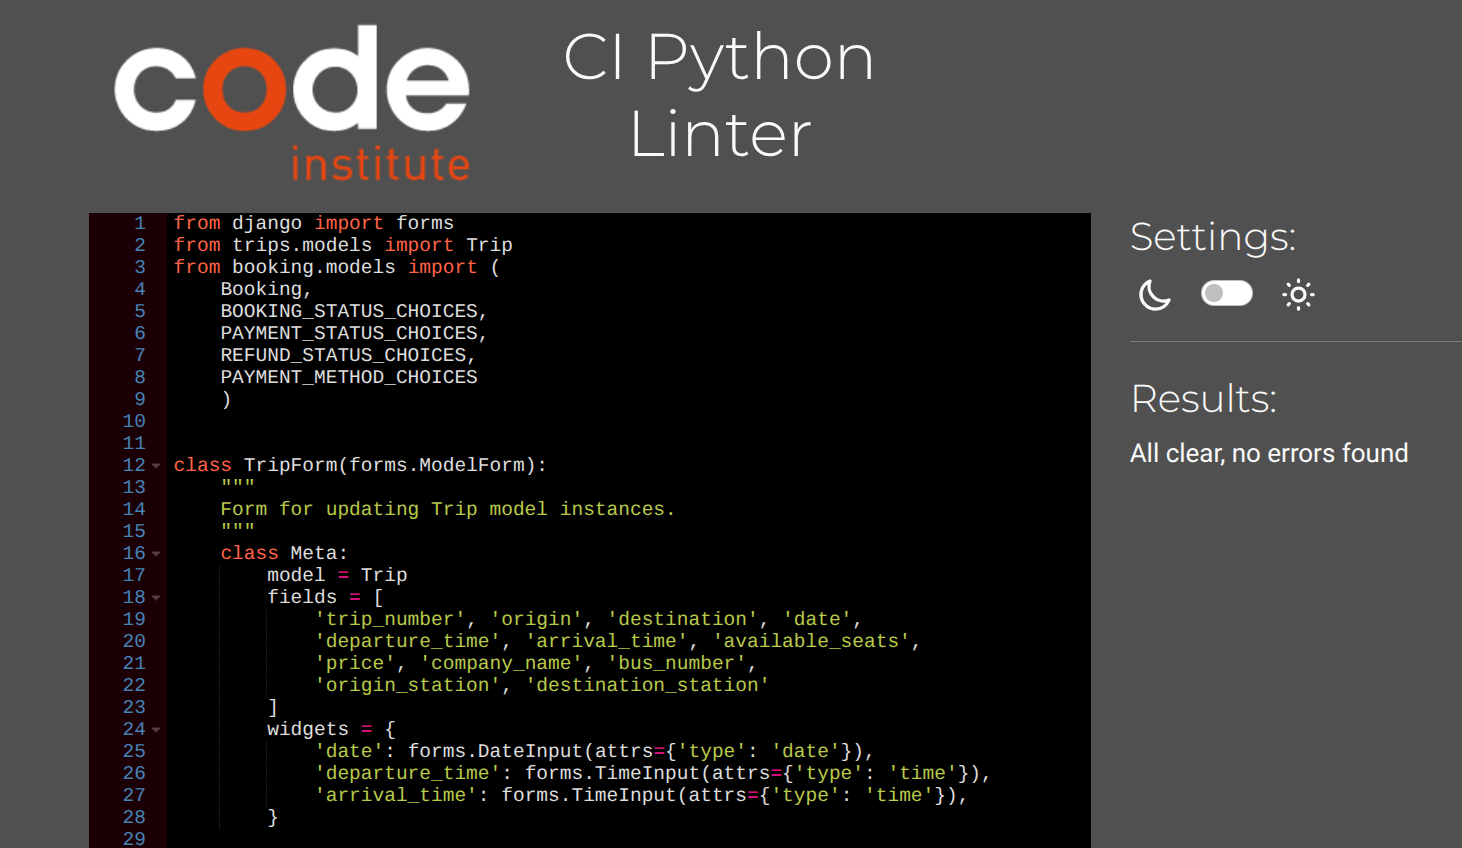 code
institute
CI Python
Linter
1 from django import forms
2 from trips.models import Trip
3 from booking.models import (
4     Booking,
5     BOOKING_STATUS_CHOICES,
6     PAYMENT_STATUS_CHOICES,
7     REFUND_STATUS_CHOICES,
8     PAYMENT_METHOD_CHOICES
9     )
10
11
12 class TripForm(forms.ModelForm):
13     """
14     Form for updating Trip model instances.
15     """
16     class Meta:
17         model = Trip
18         fields = [
19             'trip_number', 'origin', 'destination', 'date',
20             'departure_time', 'arrival_time', 'available_seats',
21             'price', 'company_name', 'bus_number',
22             'origin_station', 'destination_station'
23         ]
24         widgets = {
25             'date': forms.DateInput(attrs={'type': 'date'}),
26             'departure_time': forms.TimeInput(attrs={'type': 'time'}),
27             'arrival_time': forms.TimeInput(attrs={'type': 'time'}),
28         }
29
Settings:
Results:
All clear, no errors found